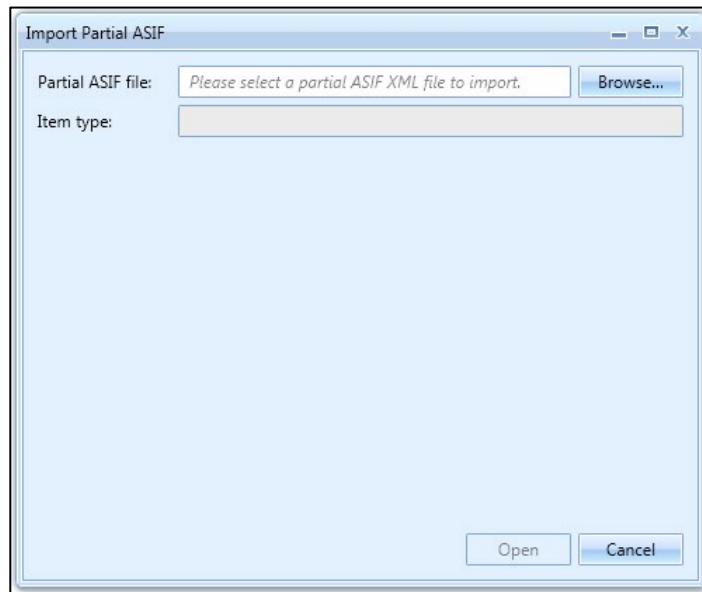 Import Partial ASIF
Partial ASIF file: Please select a partial ASIF XML file to import. Browse...
Item type:
Open Cancel